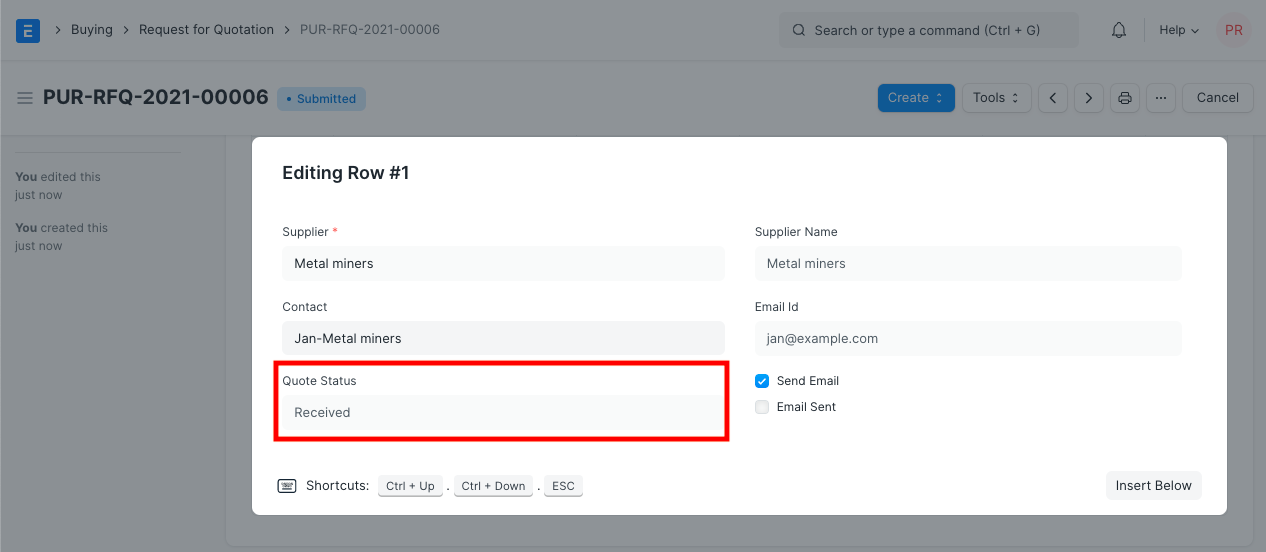 E > Buying > Request for Quotation > PUR-RFQ-2021-00006
Search or type a command (Ctrl + G)
Help
PR
PUR-RFQ-2021-00006
• Submitted
Create
Tools
...
Cancel
You edited this
just now
You created this
just now
Editing Row #1
Supplier *
Metal miners
Supplier Name
Metal miners
Contact
Jan-Metal miners
Email Id
jan@example.com
Quote Status
Received
Send Email
Email Sent
Shortcuts: Ctrl + Up . Ctrl + Down . ESC
Insert Below